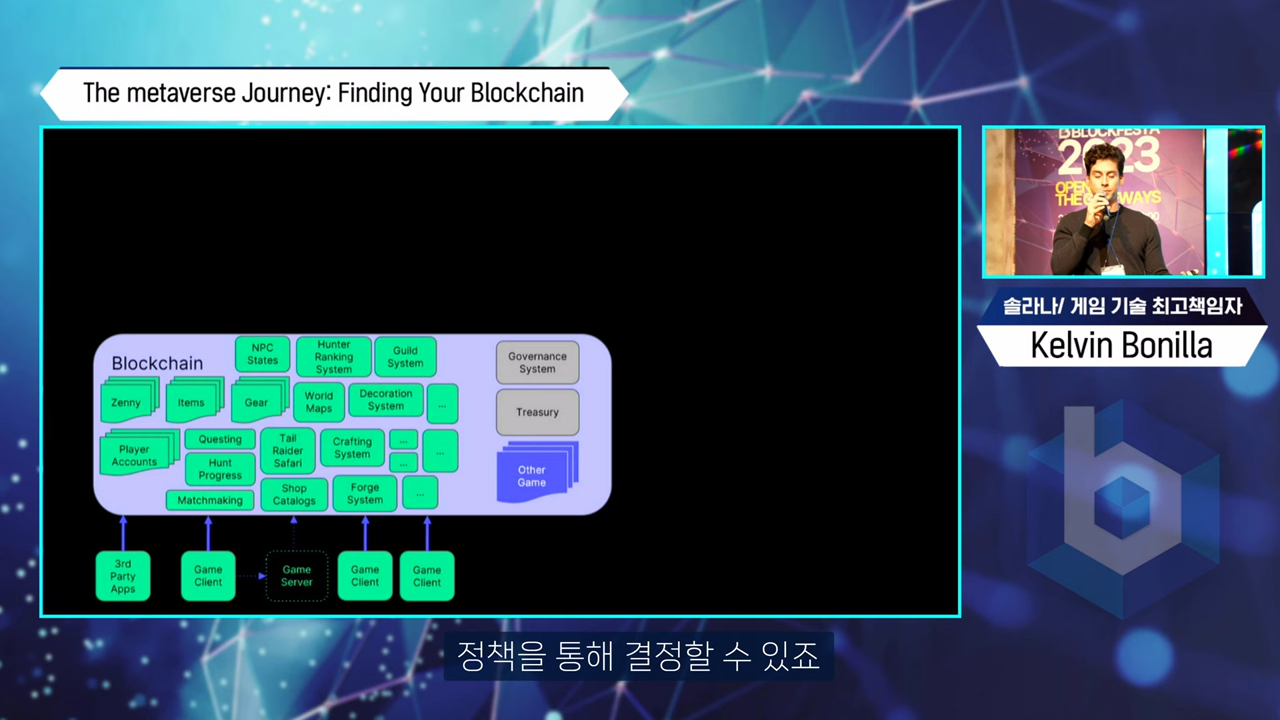 The metaverse Journey: Finding Your Blockchain
BLOCKFESTA
2023
OPEN
THE G WAYS
솔라나/ 게임 기술 최고책임자
Kelvin Bonilla
Blockchain
NPC
States
Hunter
Ranking
System
Guild
System
Governance
System
Zenny
Items
Gear
World
Maps
Decoration
System
...
Treasury
Player
Accounts
Questing
Hunt
Progress
Tail
Raider
Safari
Crafting
System
...
...
...
Other
Game
Matchmaking
Shop
Catalogs
Forge
System
...
3rd
Party
Apps
Game
Client
Game
Server
Game
Client
Game
Client
정책을 통해 결정할 수 있죠